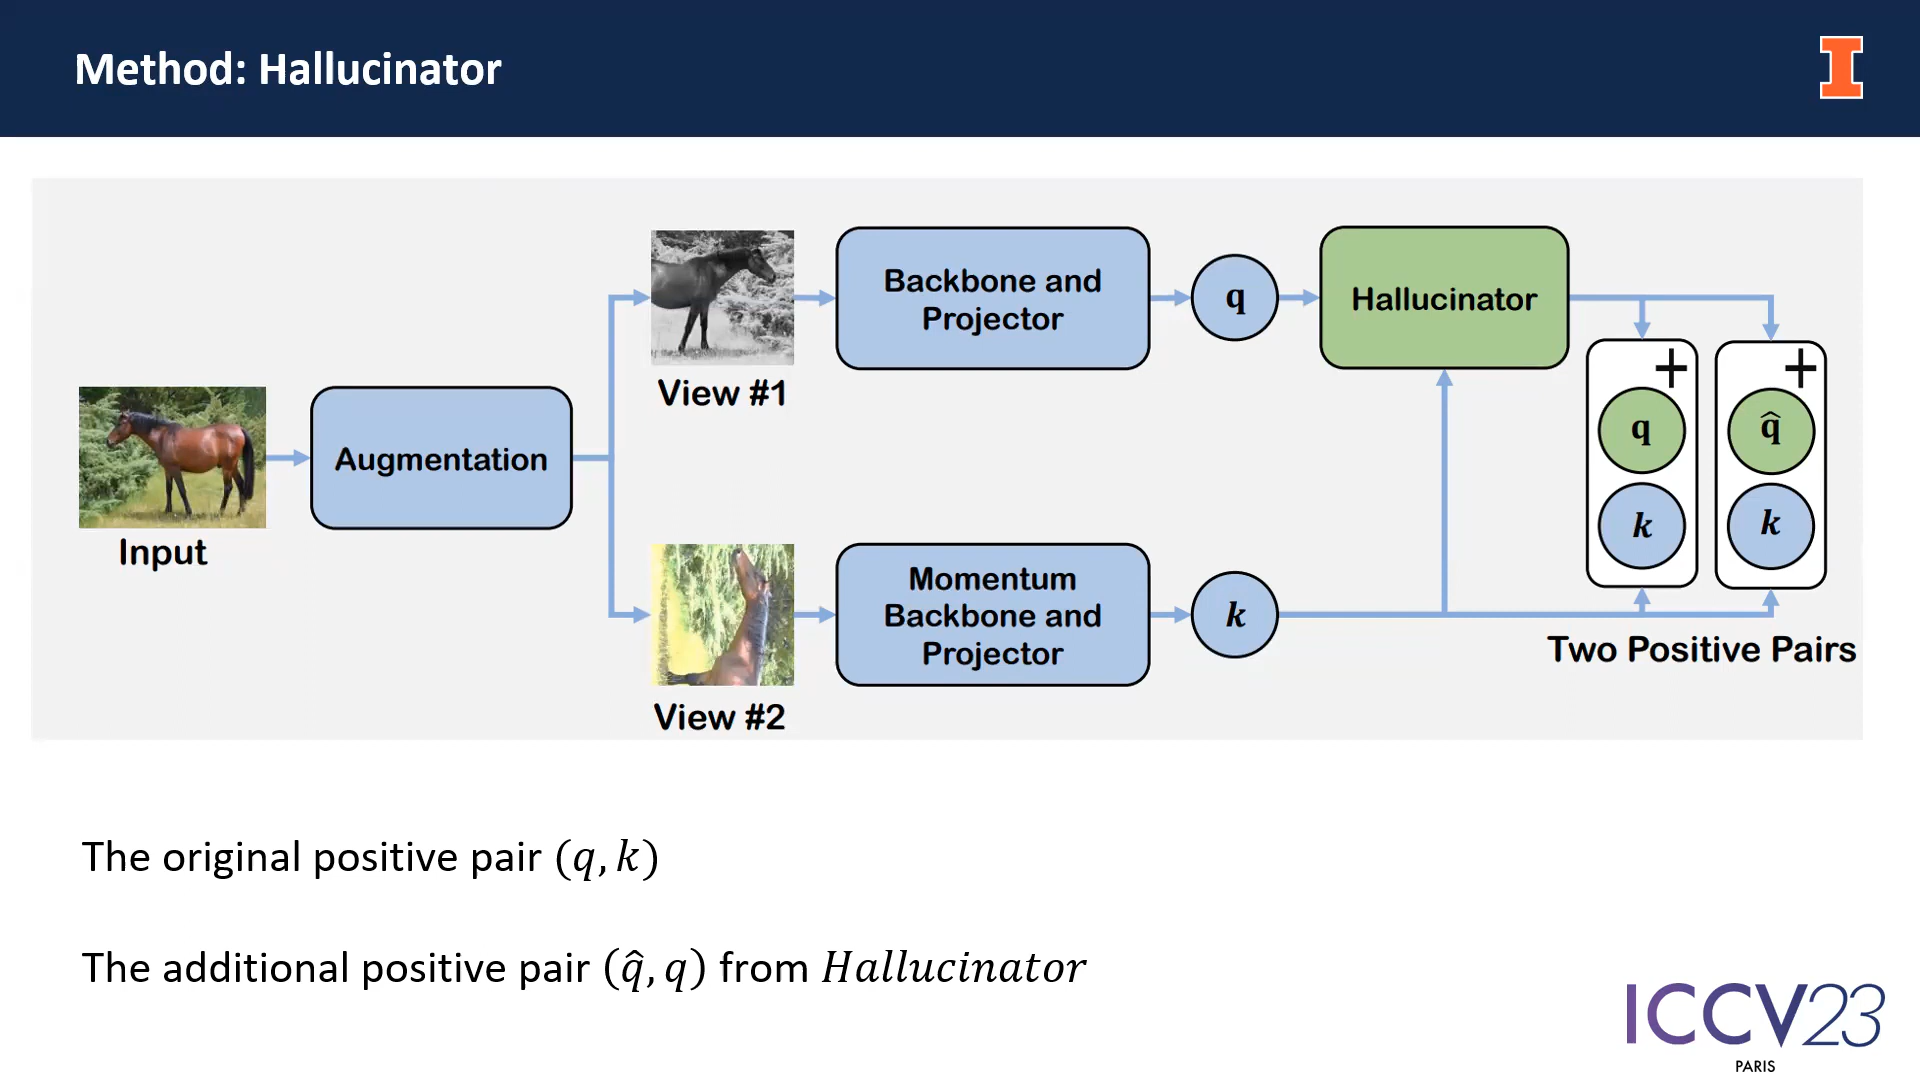 Method: Hallucinator
I
Input
Augmentation
View #1
View #2
Backbone and
Projector
Momentum
Backbone and
Projector
q
k
Hallucinator
+
q
k
+
q̂
k
Two Positive Pairs
The original positive pair (q, k)
The additional positive pair (q̂, q) from Hallucinator
ICCV23
PARIS